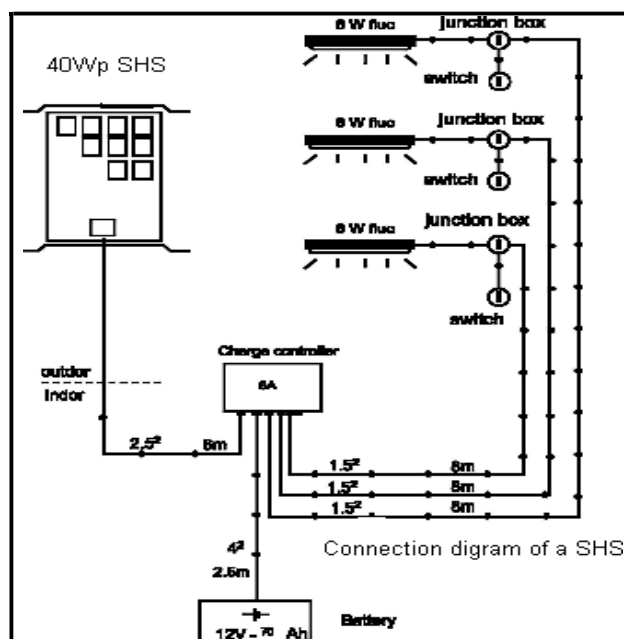 6 W fluo
junction box
40Wp SHS
switch
6 W fluo
junction box
switch
6 W fluo
junction box
switch
Charge controller
outdor
6A
indor
2,5² 8m
1.5² 8m
1.5² 8m
1.5² 8m
4²
2.5m
Connection digram of a SHS
Battery
12V - 70 Ah